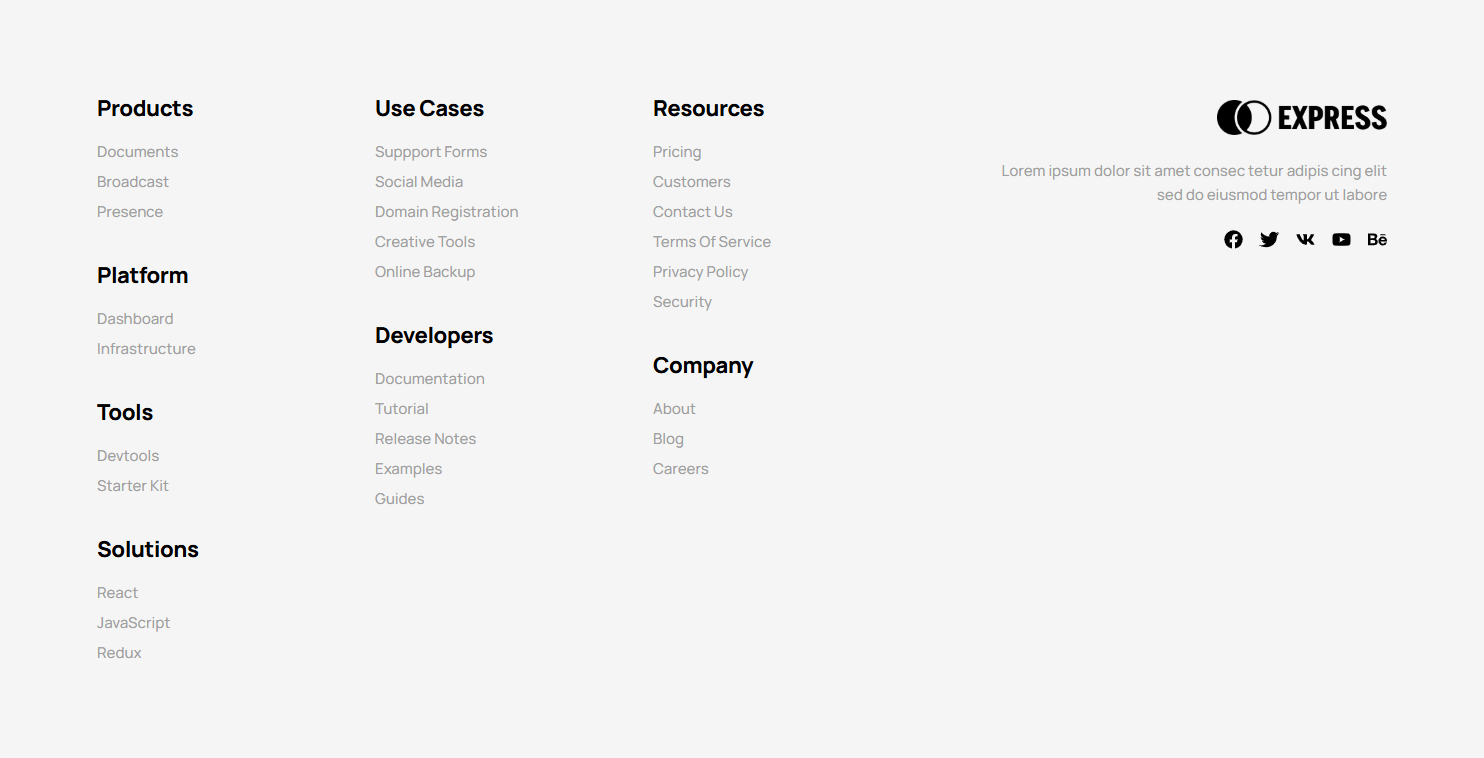 Products
Documents
Broadcast
Presence
Platform
Dashboard
Infrastructure
Tools
Devtools
Starter Kit
Solutions
React
JavaScript
Redux
Use Cases
Suppport Forms
Social Media
Domain Registration
Creative Tools
Online Backup
Developers
Documentation
Tutorial
Release Notes
Examples
Guides
Resources
Pricing
Customers
Contact Us
Terms Of Service
Privacy Policy
Security
Company
About
Blog
Careers
EXPRESS
Lorem ipsum dolor sit amet consec tetur adipis cing elit
sed do eiusmod tempor ut labore
Bē